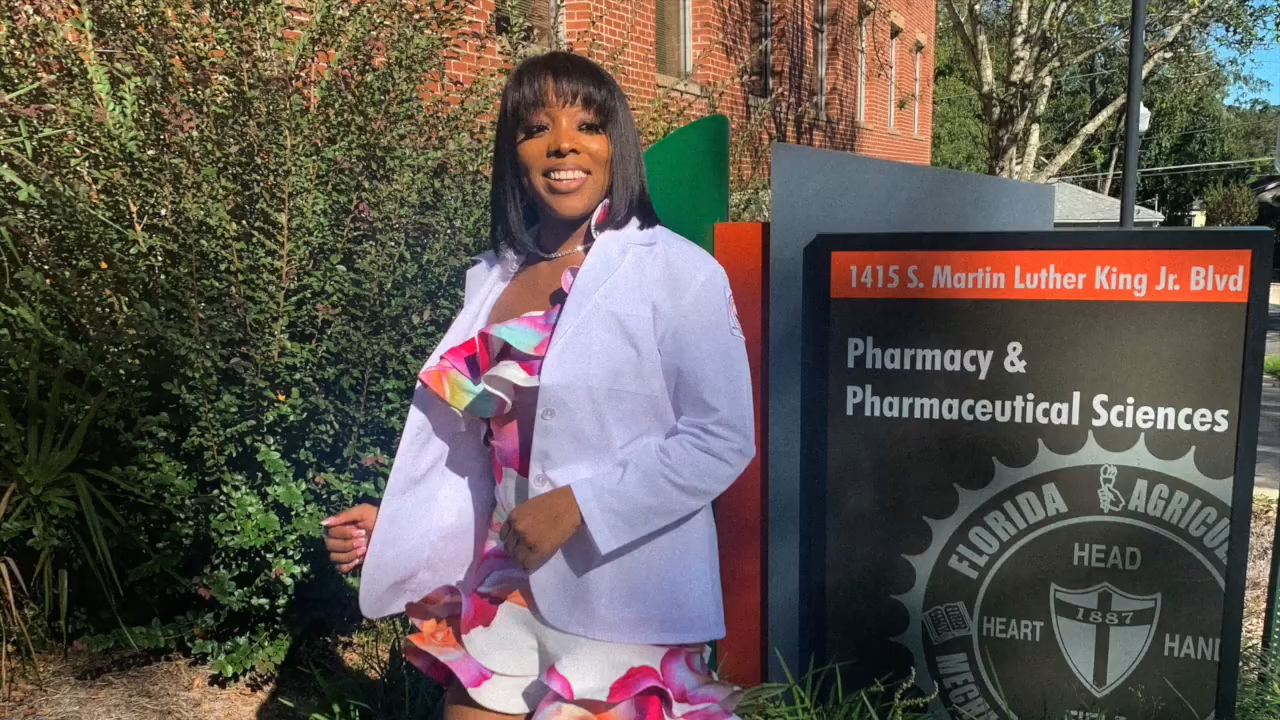 1415 S. Martin Luther King Jr. Blvd
Pharmacy &
Pharmaceutical Sciences
FLORIDA AGRICU
HEAD
1887
HEART
HAND
MECH